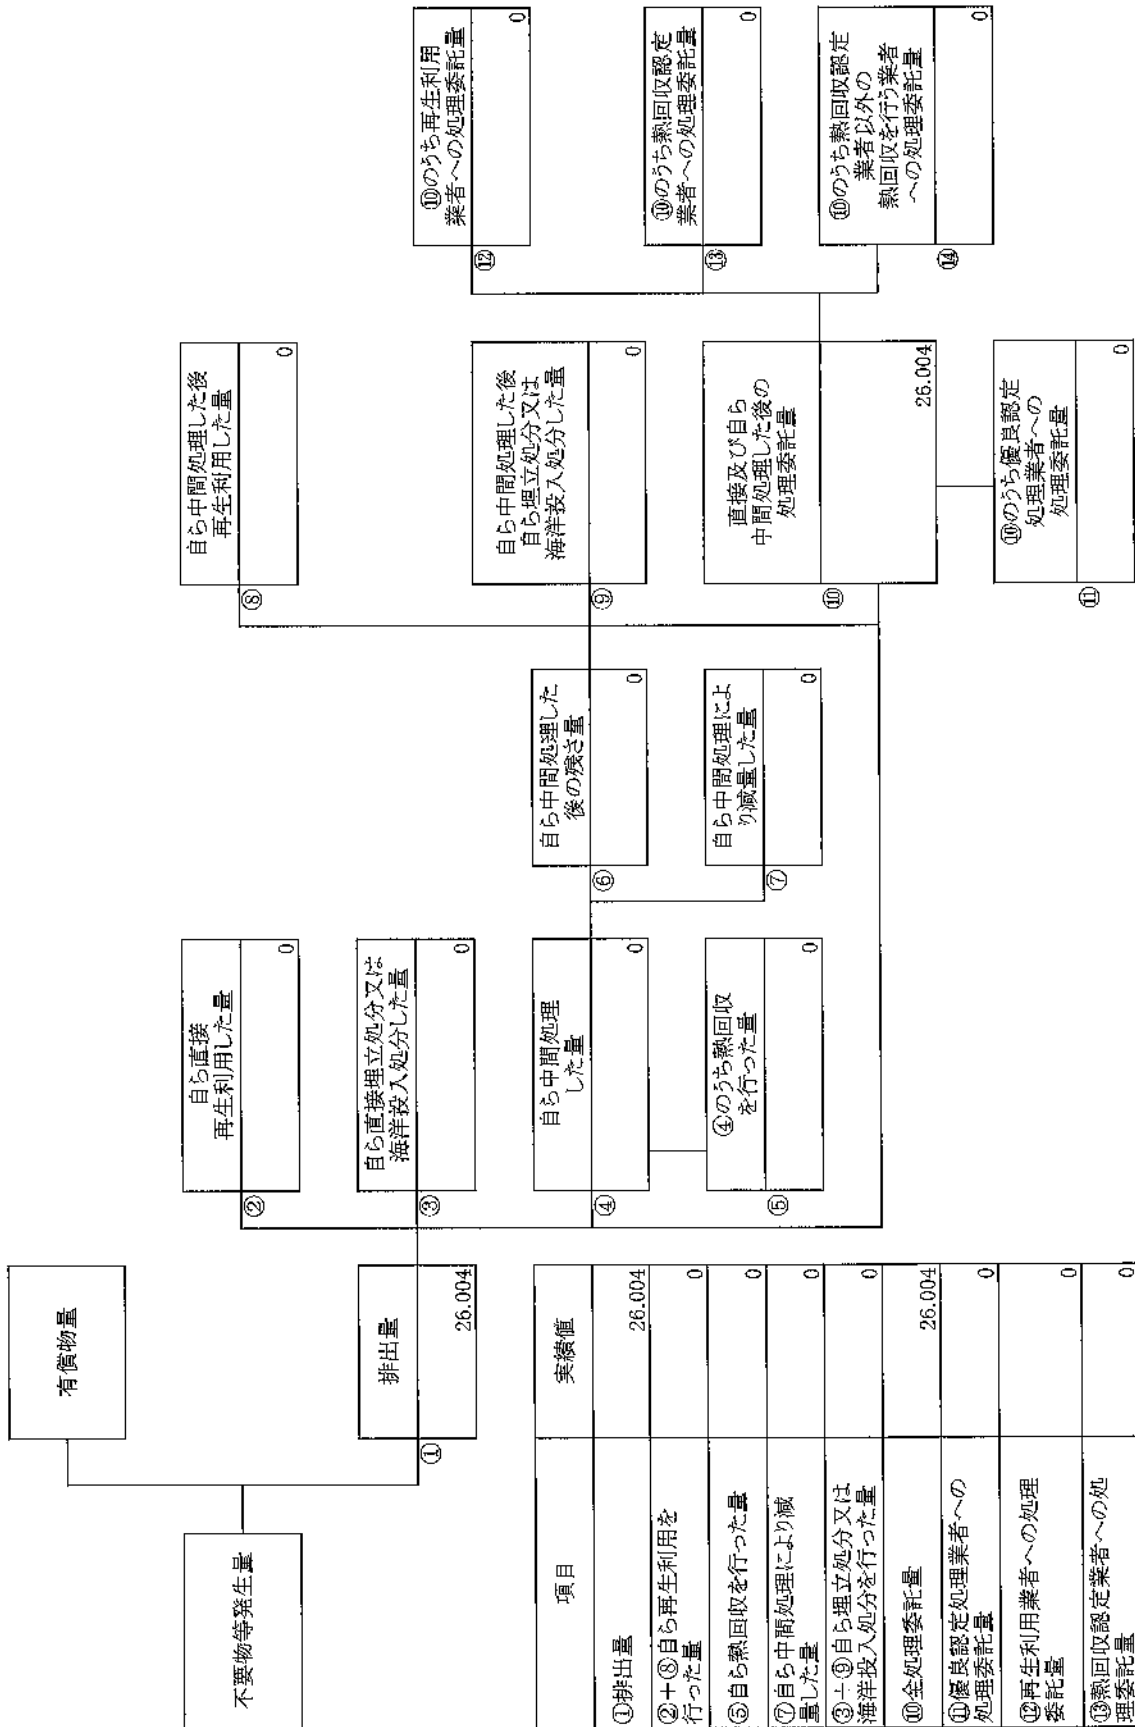 不要物等発生量
有償物量
①
排出量
26.004
②
自ら直接
再生利用した量
0
③
自ら直接埋立処分又は
海洋投入処分した量
0
④
自ら中間処理
した量
0
⑤
④のうち熱回収
を行った量
0
⑥
自ら中間処理した
後の残さ量
0
⑦
自ら中間処理によ
り減量した量
0
⑧
自ら中間処理した後
再生利用した量
0
⑨
自ら中間処理した後
自ら埋立処分又は
海洋投入処分した量
0
⑩
直接及び自ら
中間処理した後の
処理委託量
26.004
⑪
⑩のうち優良認定
処理業者への
処理委託量
0
⑫
⑩のうち再生利用
業者への処理委託量
0
⑬
⑩のうち熱回収認定
業者への処理委託量
0
⑭
⑩のうち熱回収認定
業者以外の
熱回収を行う業者
への処理委託量
0
項目 実績値
①排出量 26.004
②+⑧自ら再生利用を
行った量 0
⑤自ら熱回収を行った量 0
⑦自ら中間処理により減
量した量 0
③+⑨自ら埋立処分又は
海洋投入処分を行った量 0
⑩全処理委託量 26.004
⑪優良認定処理業者への
処理委託量 0
⑫再生利用業者への処理
委託量 0
⑬熱回収認定業者への処
理委託量 0